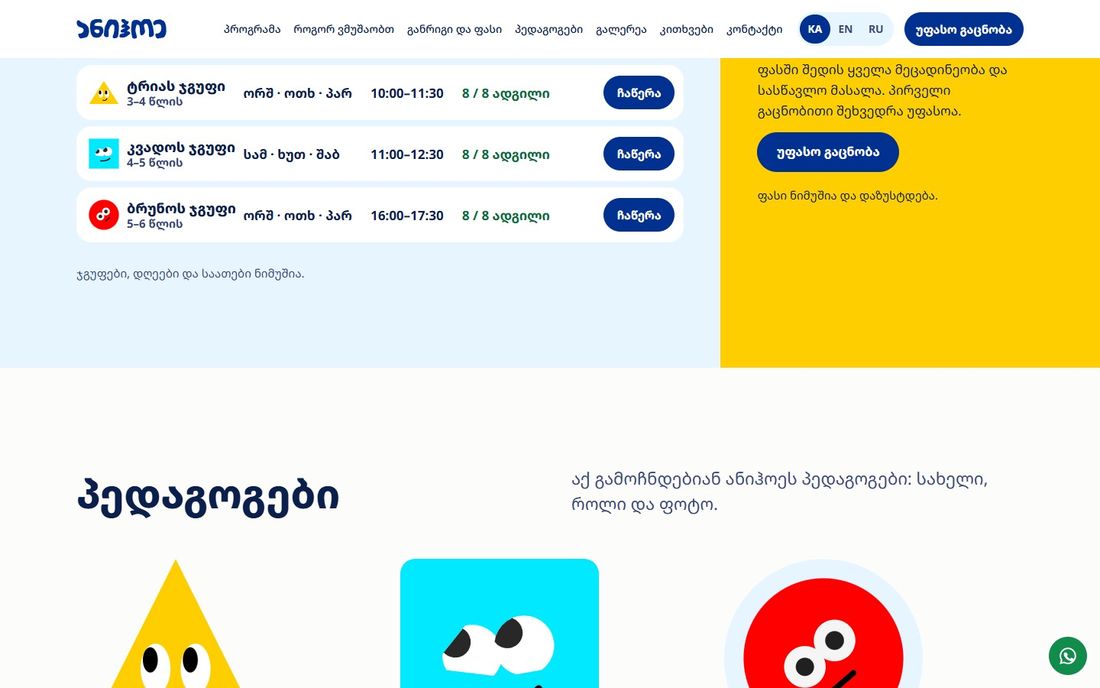 ანიჰოე
პროგრამა როგორ ვმუშაობთ განრიგი და ფასი პედაგოგები გალერეა კითხვები კონტაქტი KA EN RU უფასო გაცნობა
ტრიას ჯგუფი
3–4 წლის
ორშ · ოთხ · პარ 10:00–11:30 8 / 8 ადგილი ჩაწერა
კვადოს ჯგუფი
4–5 წლის
სამ · ხუთ · შაბ 11:00–12:30 8 / 8 ადგილი ჩაწერა
ბრუნოს ჯგუფი
5–6 წლის
ორშ · ოთხ · პარ 16:00–17:30 8 / 8 ადგილი ჩაწერა
ჯგუფები, დღეები და საათები ნიმუშია.
ფასში შედის ყველა მეცადინეობა და
სასწავლო მასალა. პირველი
გაცნობითი შეხვედრა უფასოა.
უფასო გაცნობა
ფასი ნიმუშია და დაზუსტდება.
პედაგოგები
აქ გამოჩნდებიან ანიჰოეს პედაგოგები: სახელი,
როლი და ფოტო.